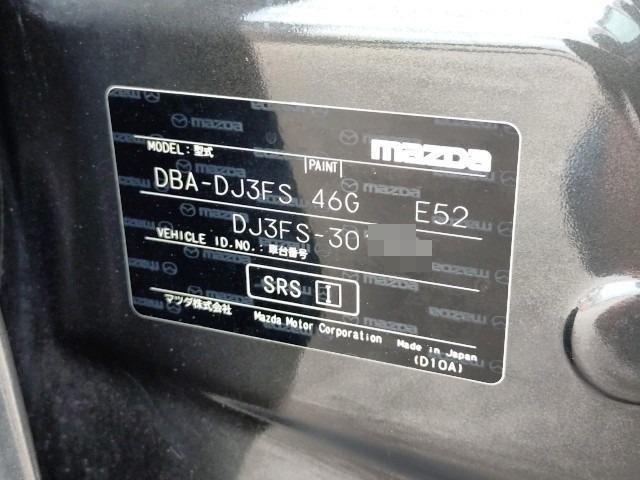 mazda
MODEL: 型式
PAINT
DBA-DJ3FS 46G E52
DJ3FS-30
VEHICLE ID.NO.: 車台番号
SRS I
マツダ株式会社 Mazda Motor Corporation Made in Japan
(D10A)